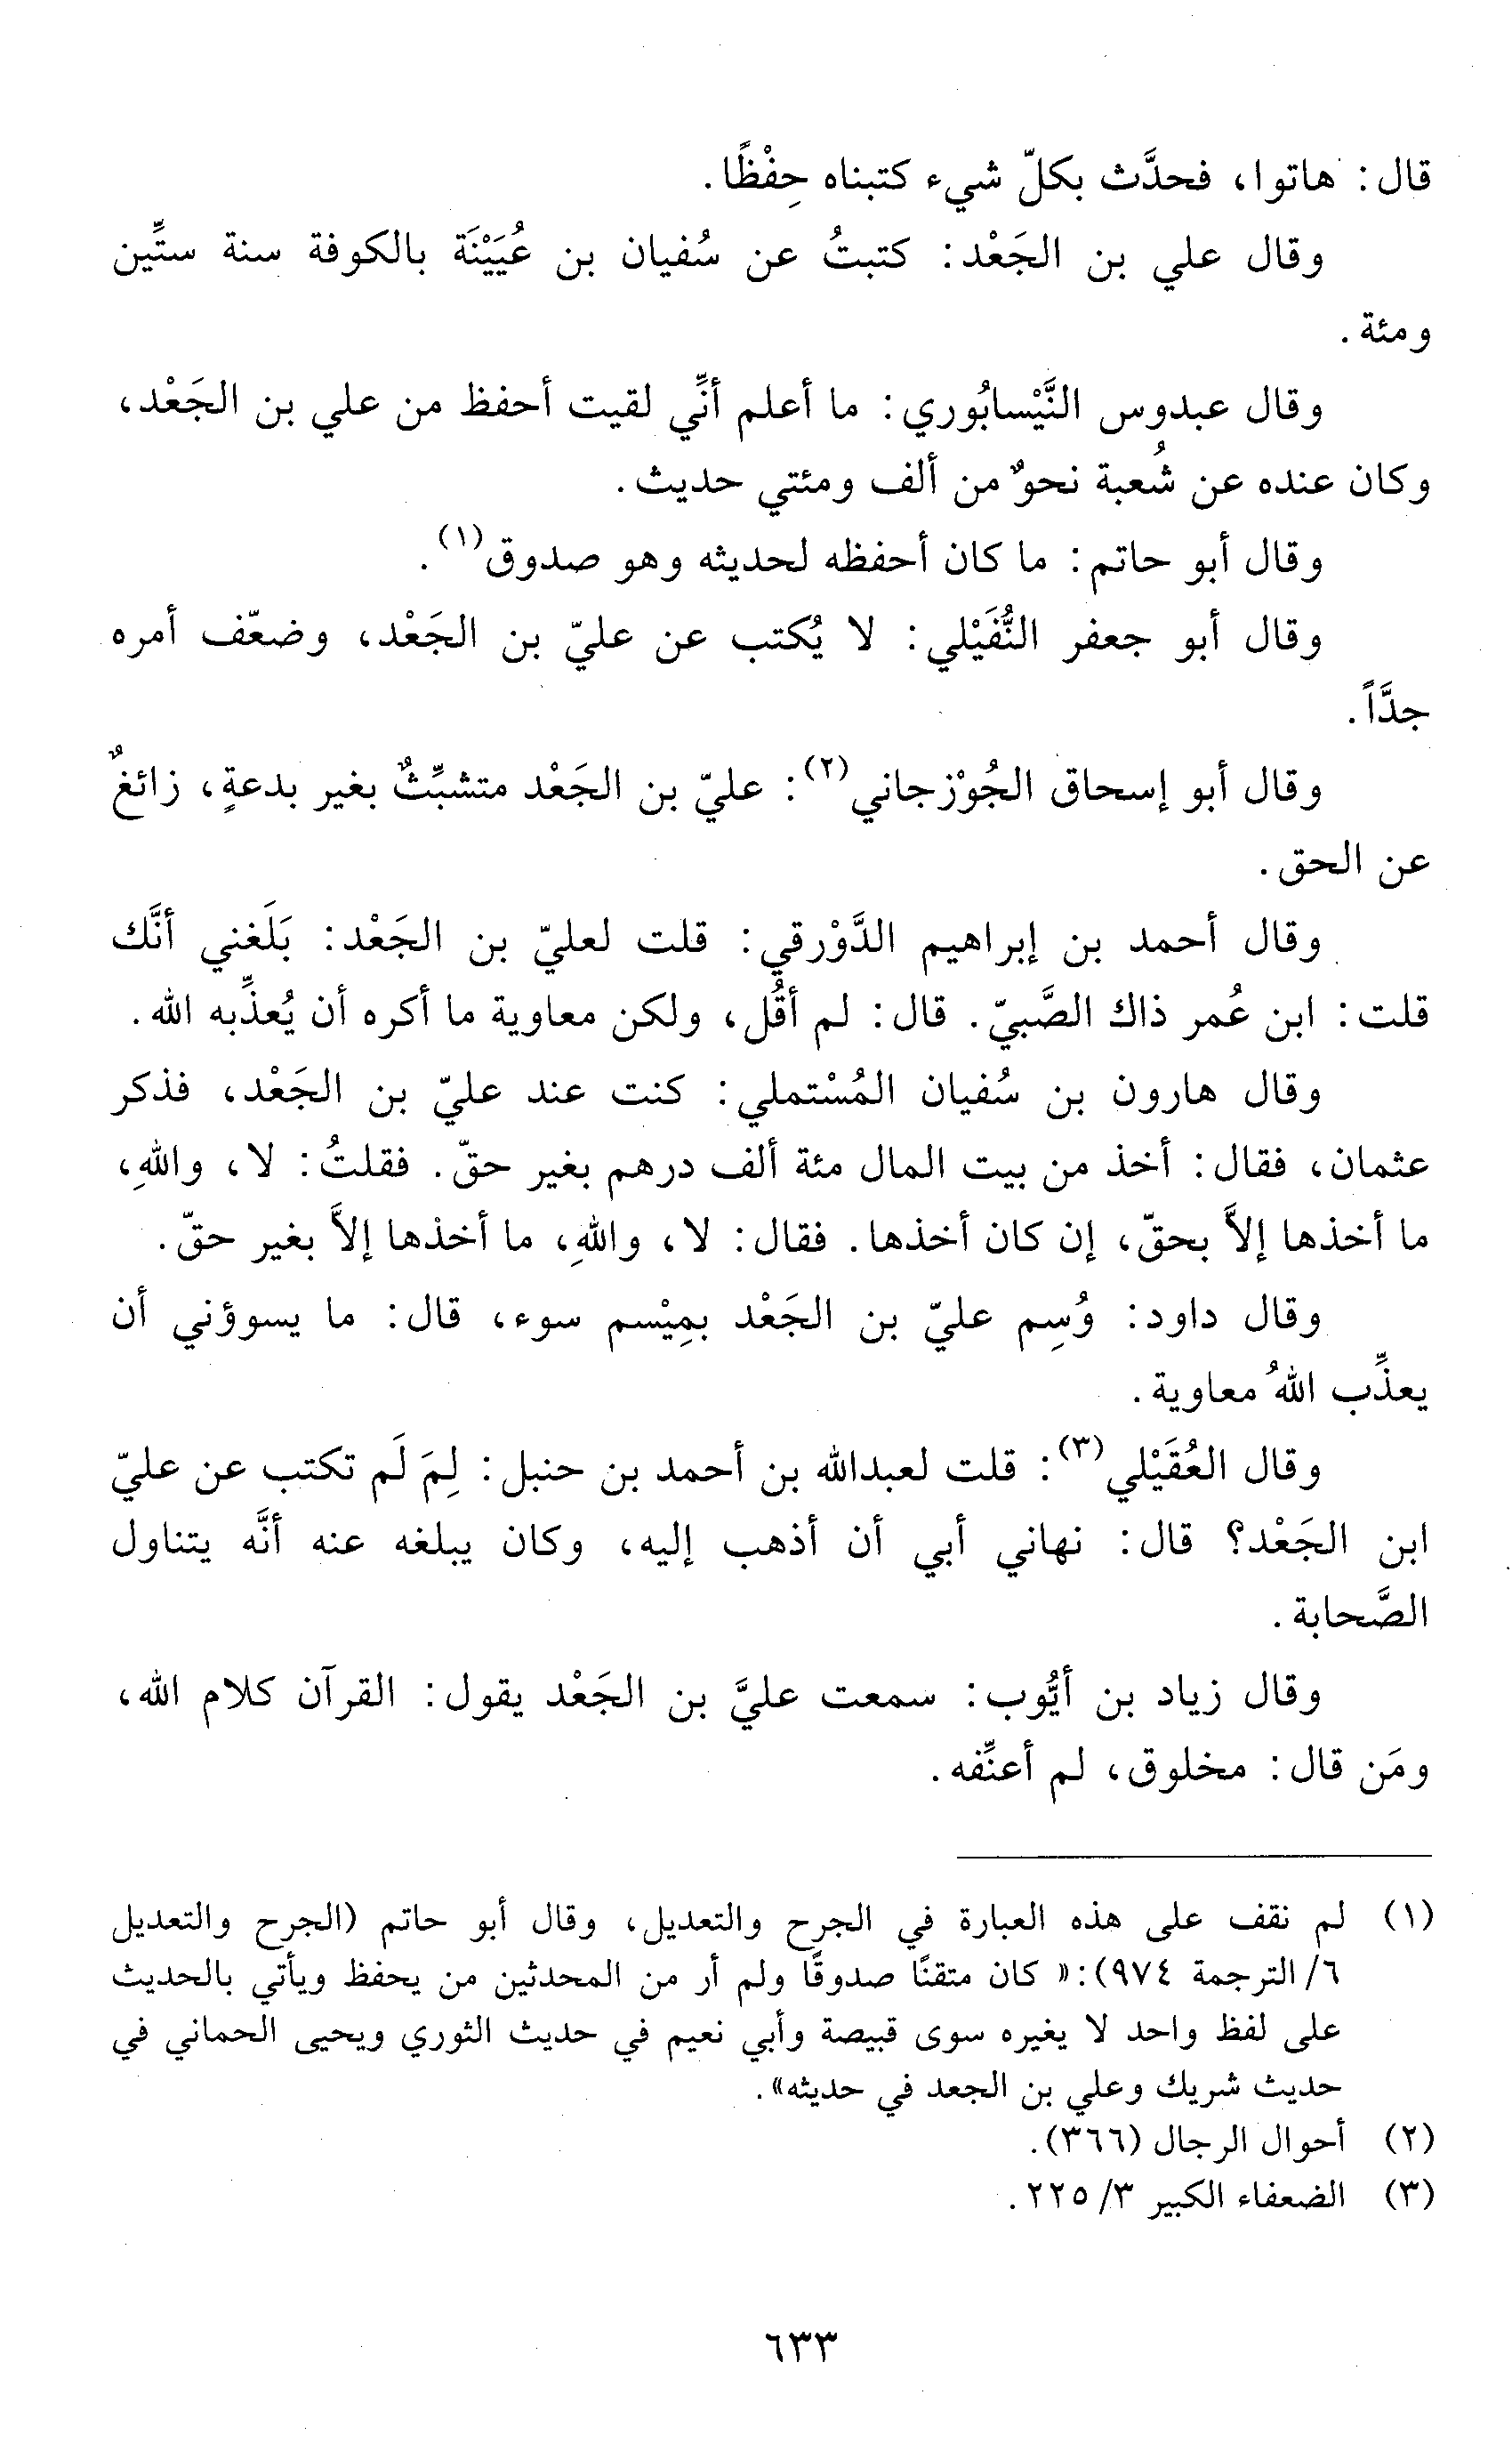 قال: هاتوا، فحدَّث بكلّ شيء كتبناه حِفْظًا.
وقال علي بن الجَعْد: كتبتُ عن سُفيان بن عُيَيْنَة بالكوفة سنة ستِّين
ومئة.
وقال عبدوس النَّيْسابُوري: ما أعلم أنِّي لقيت أحفظ من علي بن الجَعْد،
وكان عنده عن شُعبة نحوٌ من ألف ومئتي حديث.
وقال أبو حاتم: ما كان أحفظه لحديثه وهو صدوق(١).
وقال أبو جعفر النُّفَيْلي: لا يُكتب عن عليّ بن الجَعْد، وضعّف أمره
جدَّاً.
وقال أبو إسحاق الجُوْزجاني(٢): عليّ بن الجَعْد متشبِّثٌ بغير بدعةٍ، زائغٌ
عن الحق.
وقال أحمد بن إبراهيم الدَّوْرقي: قلت لعليّ بن الجَعْد: بَلَغني أنَّك
قلت: ابن عُمر ذاك الصَّبيّ. قال: لم أقُل، ولكن معاوية ما أكره أن يُعذِّبه الله.
وقال هارون بن سُفيان المُسْتملي: كنت عند عليّ بن الجَعْد، فذكر
عثمان، فقال: أخذ من بيت المال مئة ألف درهم بغير حقّ. فقلتُ: لا، واللهِ،
ما أخذها إلاَّ بحقّ، إن كان أخذها. فقال: لا، واللهِ، ما أخذها إلاَّ بغير حقّ.
وقال داود: وُسِم عليّ بن الجَعْد بمِيْسم سوء، قال: ما يسوؤني أن
يعذِّب اللهُ معاوية.
وقال العُقَيْلي(٣): قلت لعبدالله بن أحمد بن حنبل: لِمَ لَم تكتب عن عليّ
ابن الجَعْد؟ قال: نهاني أبي أن أذهب إليه، وكان يبلغه عنه أنَّه يتناول
الصَّحابة.
وقال زياد بن أيُّوب: سمعت عليَّ بن الجَعْد يقول: القرآن كلام الله،
ومَن قال: مخلوق، لم أعنِّفه.
(١) لم نقف على هذه العبارة في الجرح والتعديل، وقال أبو حاتم (الجرح والتعديل
٦/ الترجمة ٩٧٤): «كان متقنًا صدوقًا ولم أر من المحدثين من يحفظ ويأتي بالحديث
على لفظ واحد لا يغيره سوى قبيصة وأبي نعيم في حديث الثوري ويحيى الحماني في
حديث شريك وعلي بن الجعد في حديثه».
(٢) أحوال الرجال (٣٦٦).
(٣) الضعفاء الكبير ٣/ ٢٢٥.
٦٣٣